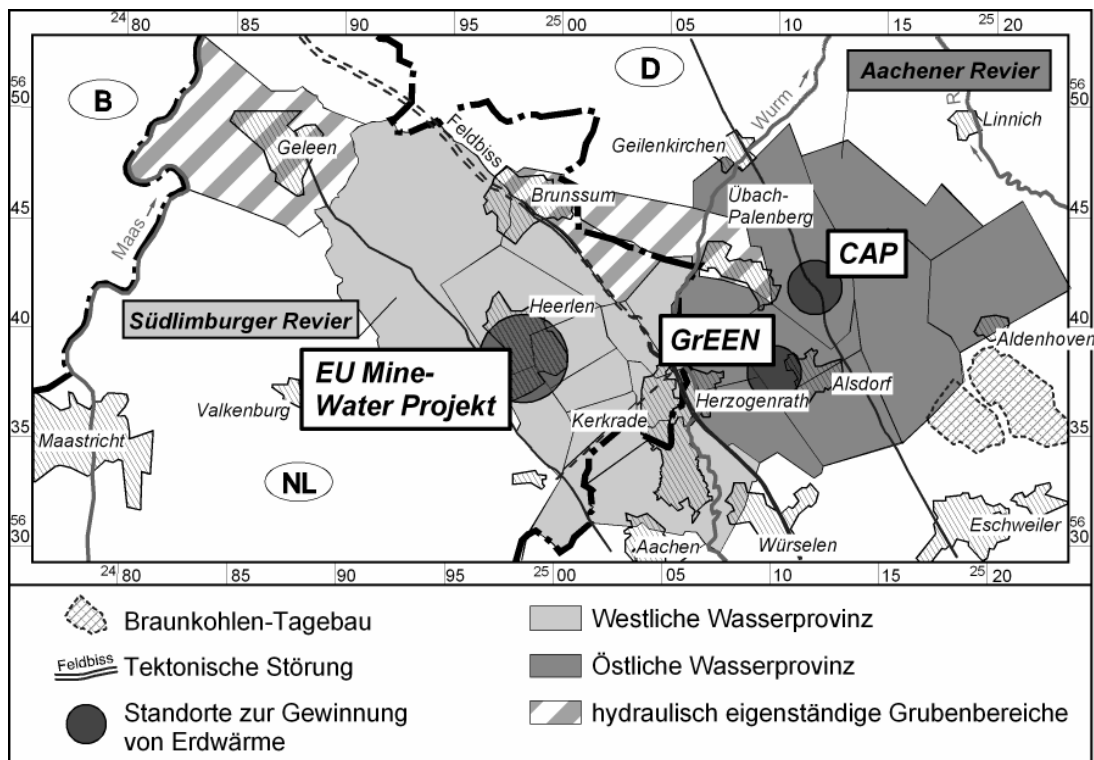 24 80 85 90 95 25 00 05 10 15 25 20
56 50
45
40
35
56 30
56 50
45
40
35
56 30
B
D
NL
Aachener Revier
Südlimburger Revier
Wurm
Linnich
Geleen
Feldbiss
Geilenkirchen
Brunssum
Übach-
Palenberg
Maas
CAP
Heerlen
GrEEN
EU Mine-
Water Projekt
Aldenhoven
Valkenburg
Kerkrade
Herzogenrath
Alsdorf
Maastricht
Eschweiler
Aachen
Würselen
24 80 85 90 95 25 00 05 10 15 25 20
Braunkohlen-Tagebau
Feldbiss
Tektonische Störung
Standorte zur Gewinnung
von Erdwärme
Westliche Wasserprovinz
Östliche Wasserprovinz
hydraulisch eigenständige Grubenbereiche